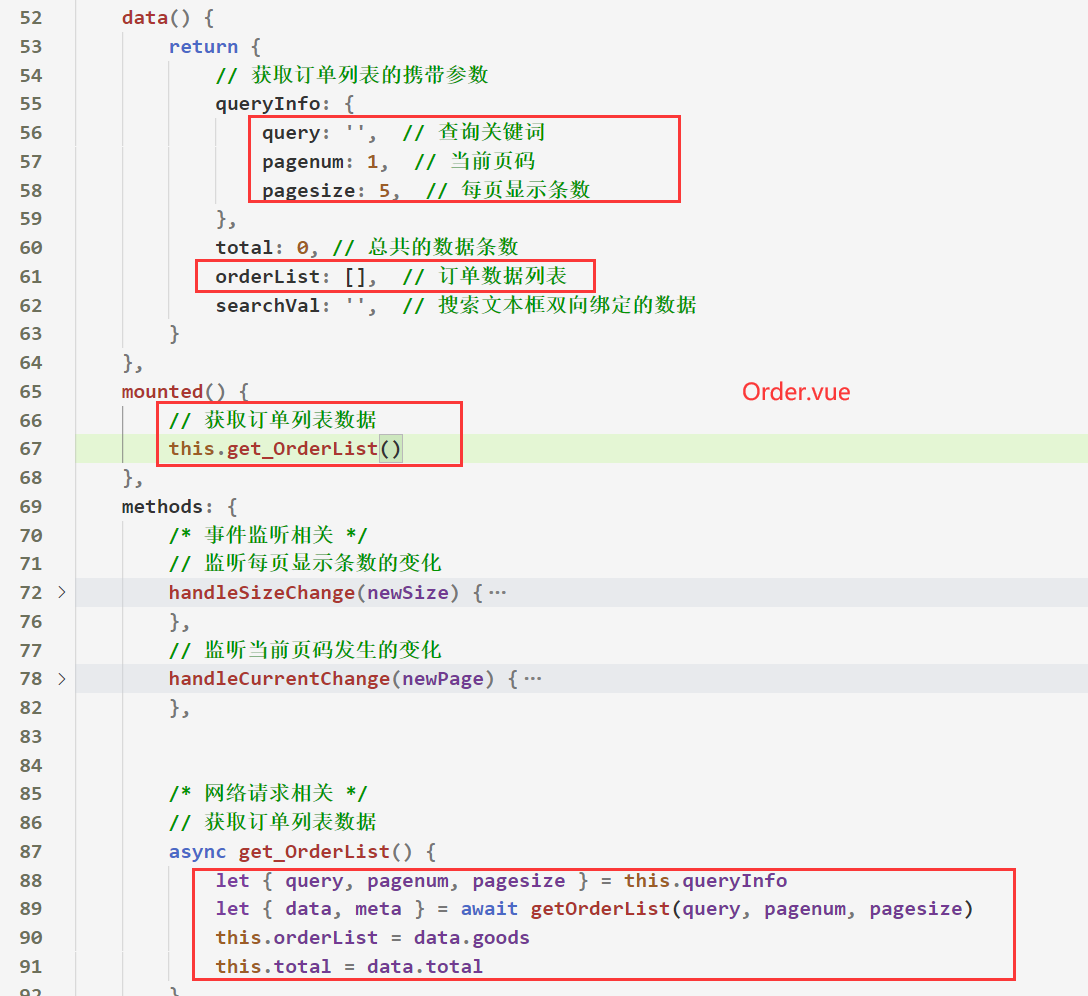 52 data() {
53 return {
54 // 获取订单列表的携带参数
55 queryInfo: {
56 query: '', // 查询关键词
57 pagenum: 1, // 当前页码
58 pagesize: 5, // 每页显示条数
59 },
60 total: 0, // 总共的数据条数
61 orderList: [], // 订单数据列表
62 searchVal: '', // 搜索文本框双向绑定的数据
63 }
64 },
65 mounted() {
Order.vue
66 // 获取订单列表数据
67 this.get_OrderList()
68 },
69 methods: {
70 /* 事件监听相关 */
71 // 监听每页显示条数的变化
72 > handleSizeChange(newSize) { ⋯
76 },
77 // 监听当前页码发生的变化
78 > handleCurrentChange(newPage) { ⋯
82 },
83
84
85 /* 网络请求相关 */
86 // 获取订单列表数据
87 async get_OrderList() {
88 let { query, pagenum, pagesize } = this.queryInfo
89 let { data, meta } = await getOrderList(query, pagenum, pagesize)
90 this.orderList = data.goods
91 this.total = data.total
92 }